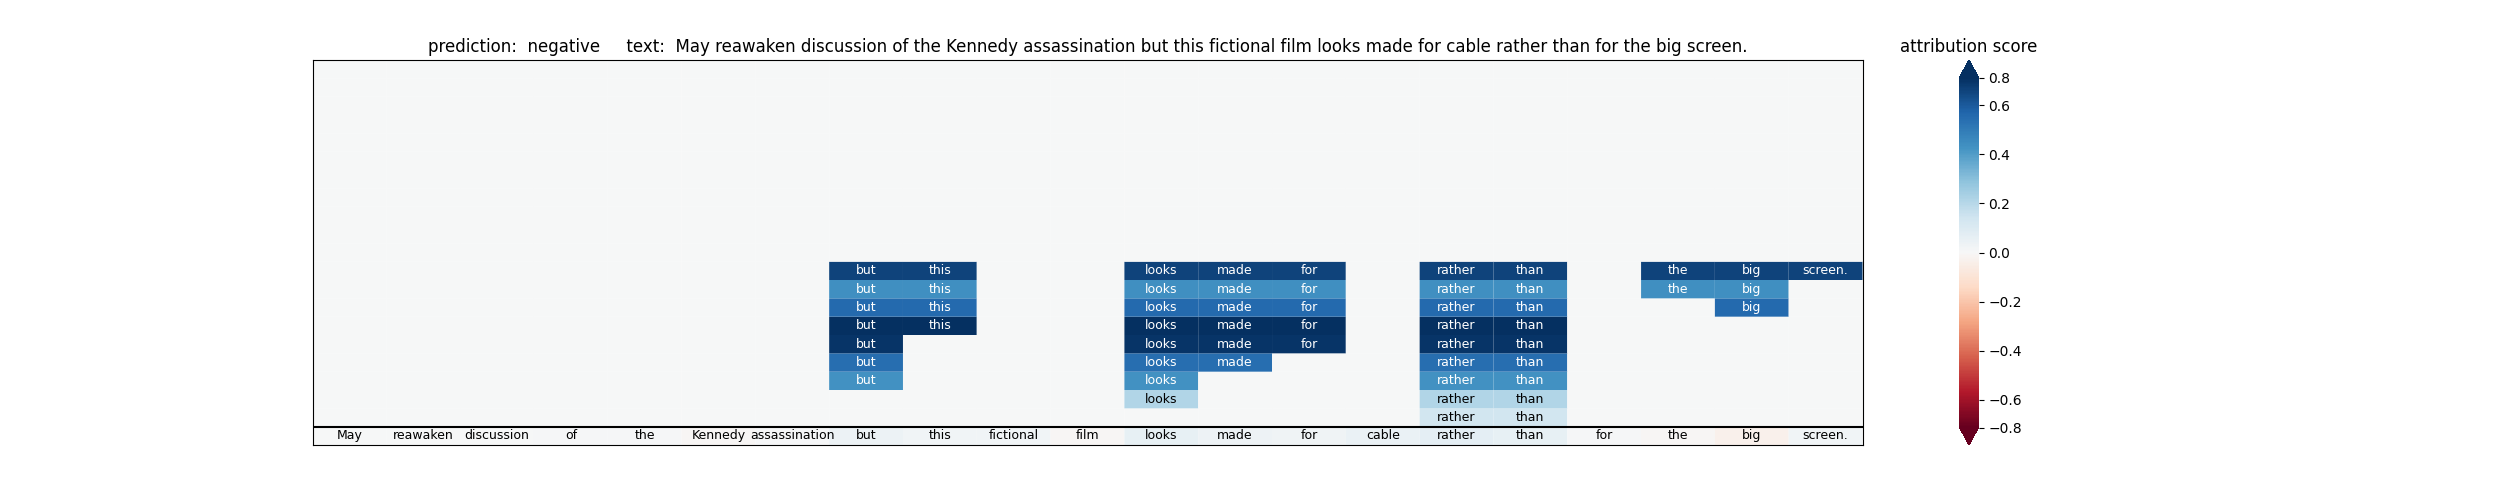 prediction:  negative     text:  May reawaken discussion of the Kennedy assassination but this fictional film looks made for cable rather than for the big screen.
attribution score
0.8
0.6
0.4
0.2
0.0
−0.2
−0.4
−0.6
−0.8
but this looks made for rather than the big screen.
but this looks made for rather than the big
but this looks made for rather than big
but this looks made for rather than
but looks made for rather than
but looks made rather than
but looks rather than
looks rather than
rather than
May reawaken discussion of the Kennedy assassination but this fictional film looks made for cable rather than for the big screen.